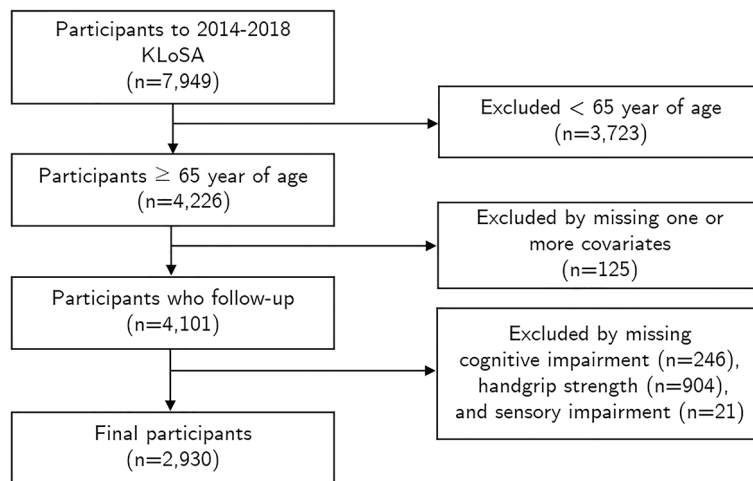 Participants to 2014-2018
KLoSA
(n=7,949)
Excluded < 65 year of age
(n=3,723)
Participants ≥ 65 year of age
(n=4,226)
Excluded by missing one or
more covariates
(n=125)
Participants who follow-up
(n=4,101)
Excluded by missing
cognitive impairment (n=246),
handgrip strength (n=904),
and sensory impairment (n=21)
Final participants
(n=2,930)